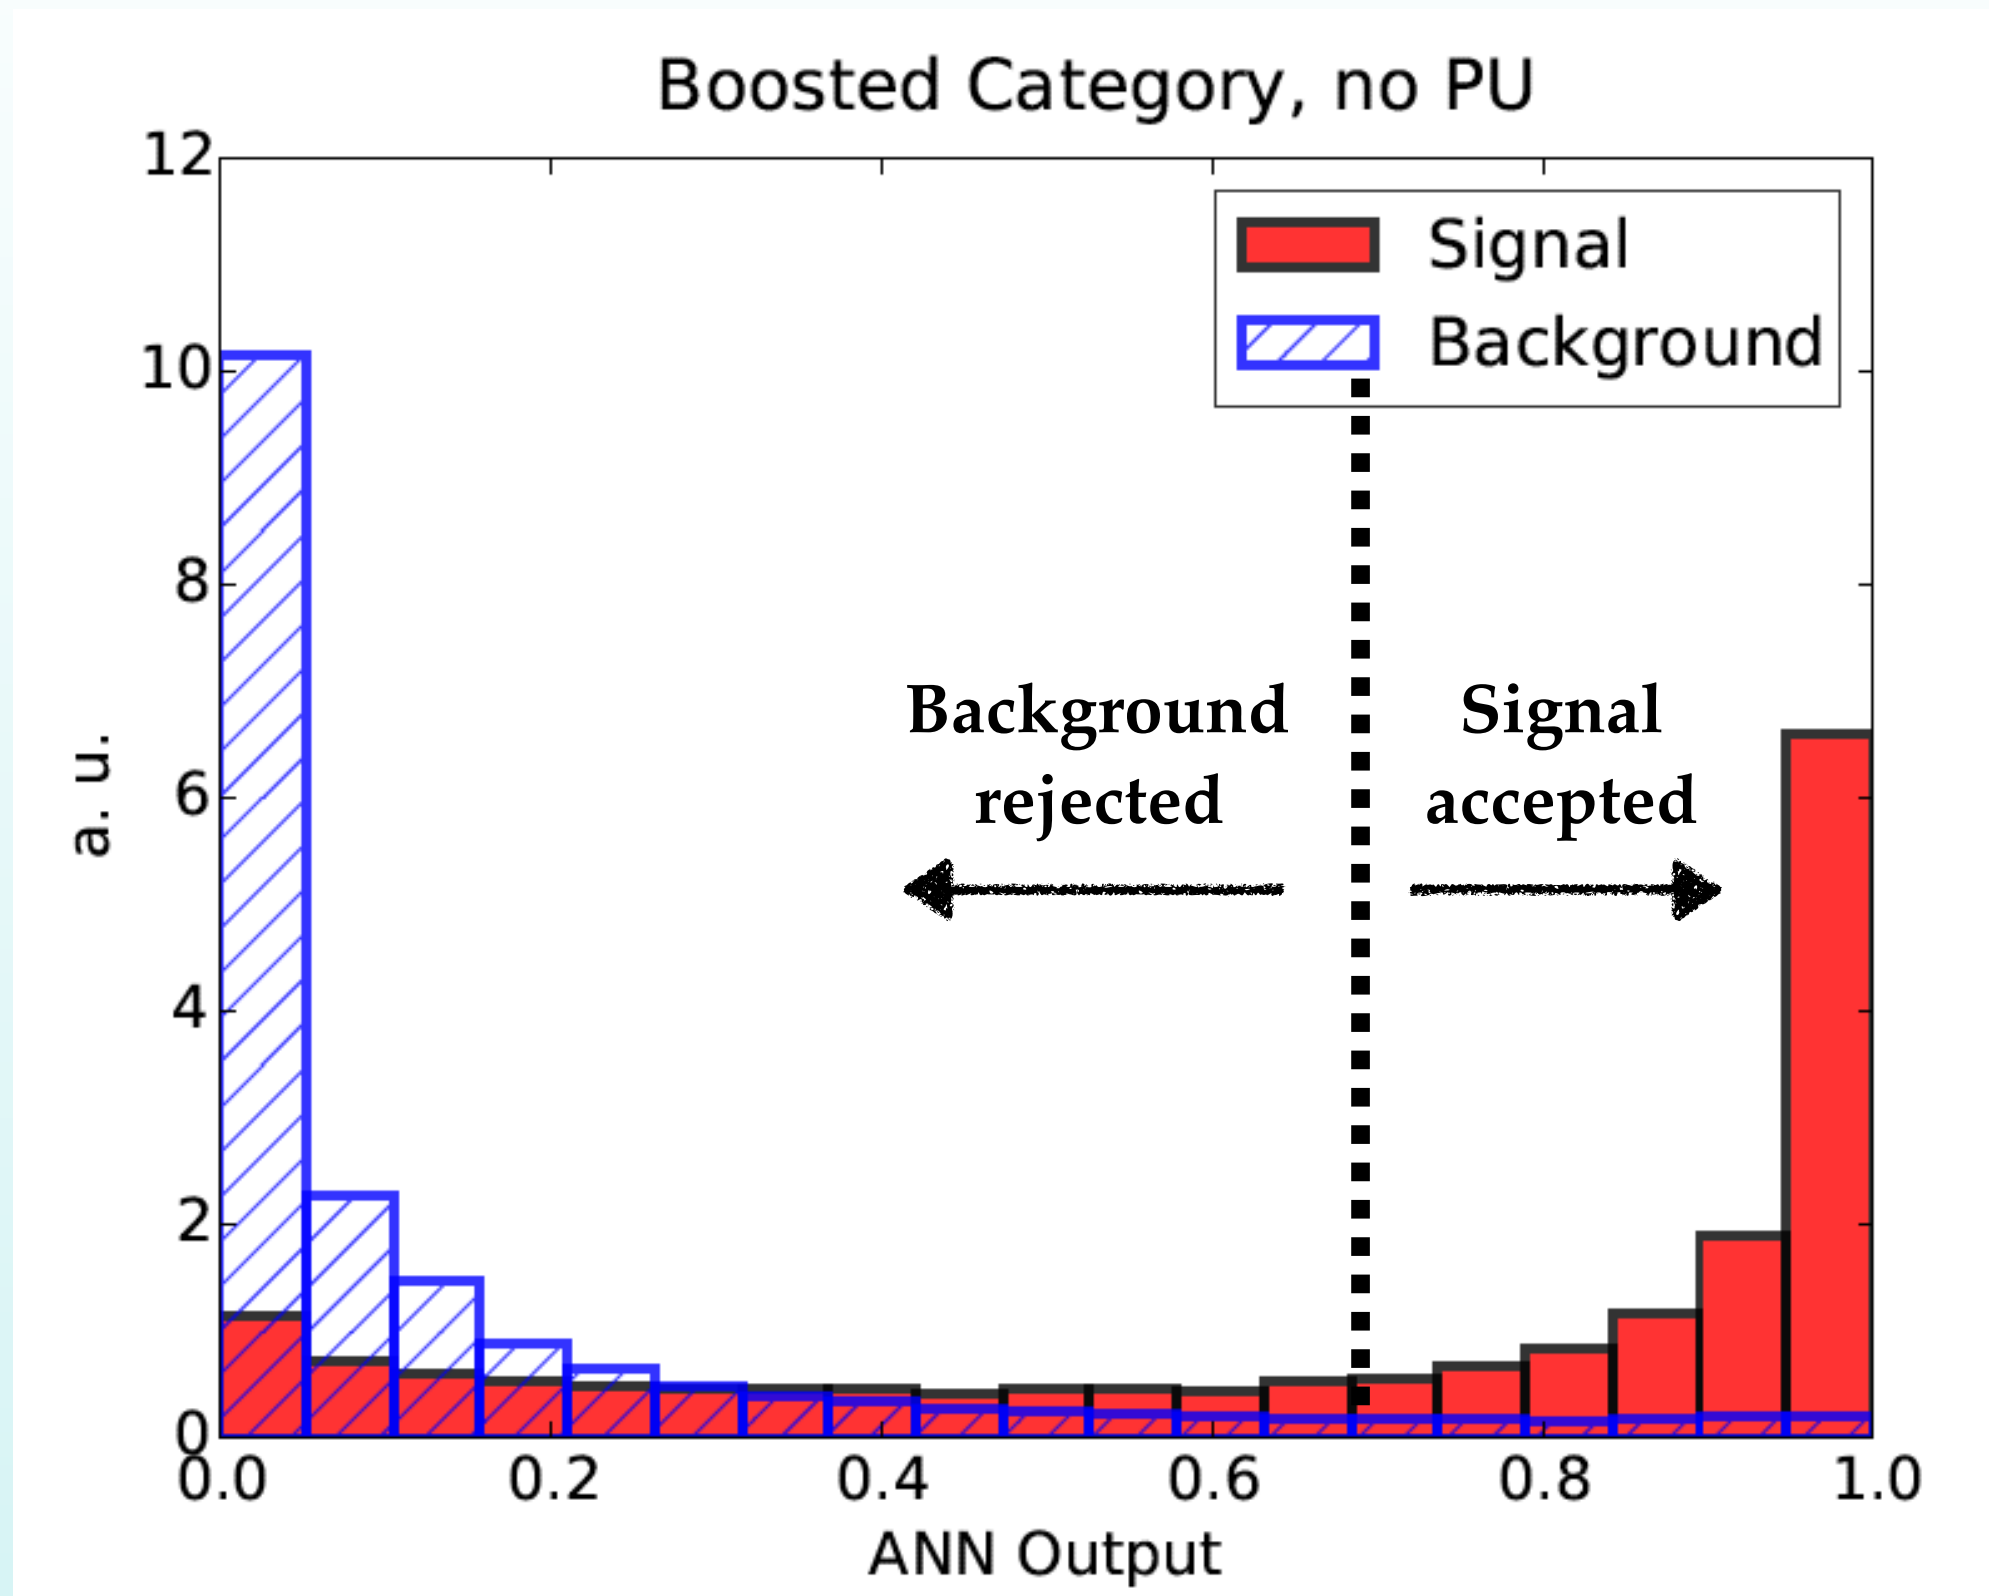 Boosted Category, no PU
12
10
8
6
4
2
0
a. u.
Signal
Background
Background
rejected
Signal
accepted
0.0 0.2 0.4 0.6 0.8 1.0
ANN Output